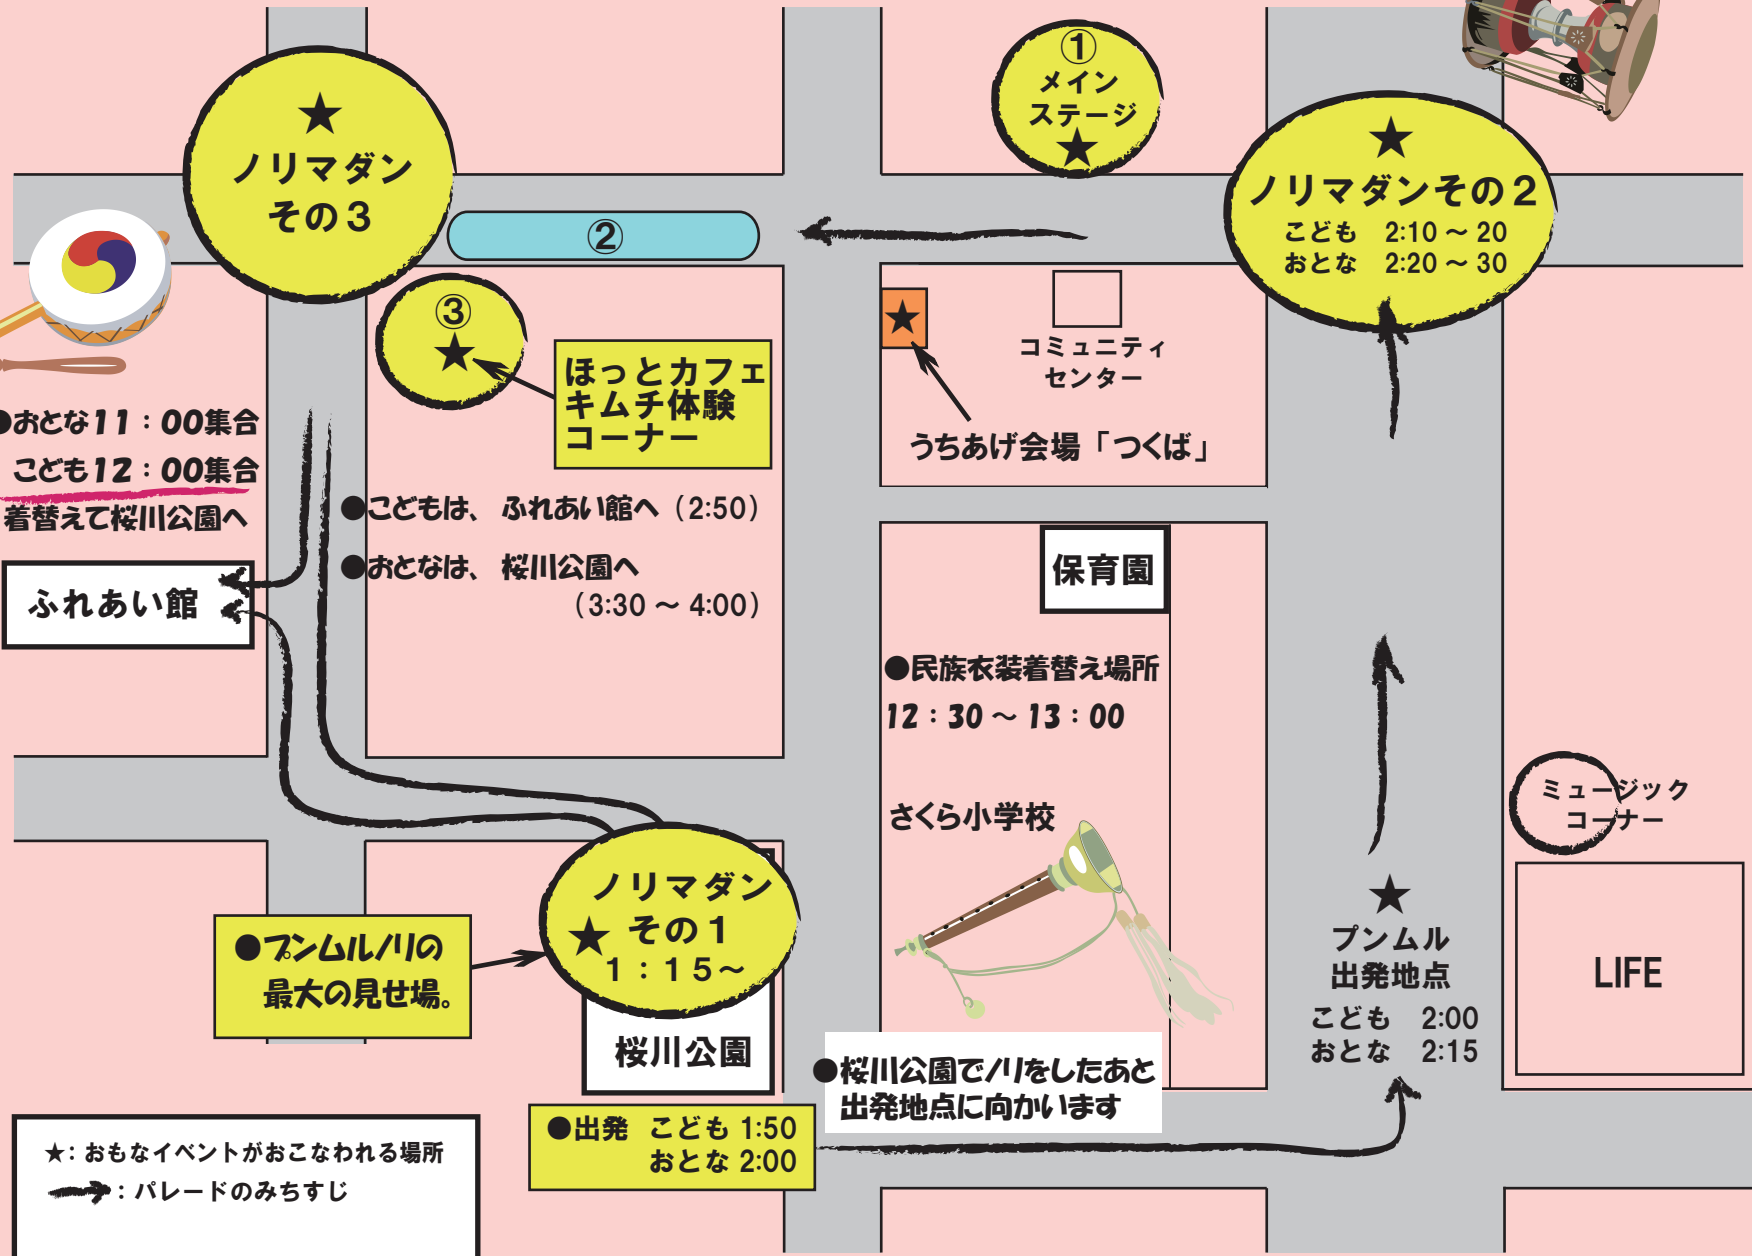 ①
メイン
ステージ
★
★
ノリマダン
その3
★
ノリマダンその2
こども 2:10～20
おとな 2:20～30
②
③
★
ほっとカフェ
キムチ体験
コーナー
★
コミュニティ
センター
うちあげ会場「つくば」
●おとな11：00集合
こども12：00集合
着替えて桜川公園へ
●こどもは、ふれあい館へ（2:50）
●おとなは、桜川公園へ
（3:30～4:00）
ふれあい館
保育園
●民族衣装着替え場所
12：30～13：00
さくら小学校
ミュージック
コーナー
★
プンムル
出発地点
こども 2:00
おとな 2:15
LIFE
ノリマダン
★ その1
1：15～
●プンムルノリの
最大の見せ場。
桜川公園
●桜川公園でノリをしたあと
出発地点に向かいます
●出発 こども 1:50
おとな 2:00
★：おもなイベントがおこなわれる場所
：パレードのみちすじ